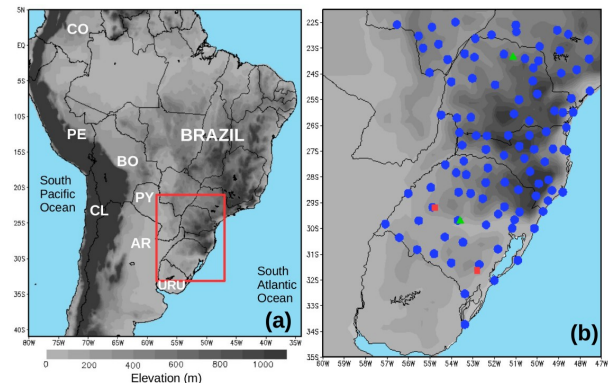 5N
EQ
5S
10S
15S
20S
25S
30S
35S
40S
80W 75W 70W 65W 60W 55W 50W 45W 40W 35W
CO
PE
BRAZIL
BO
South
Pacific
Ocean
CL
PY
AR
URU
South
Atlantic
Ocean
(a)
0 200 400 600 800 1000
Elevation (m)
22S
23S
24S
25S
26S
27S
28S
29S
30S
31S
32S
33S
34S
35S
60W 59W 58W 57W 56W 55W 54W 53W 52W 51W 50W 49W 48W 47W
(b)